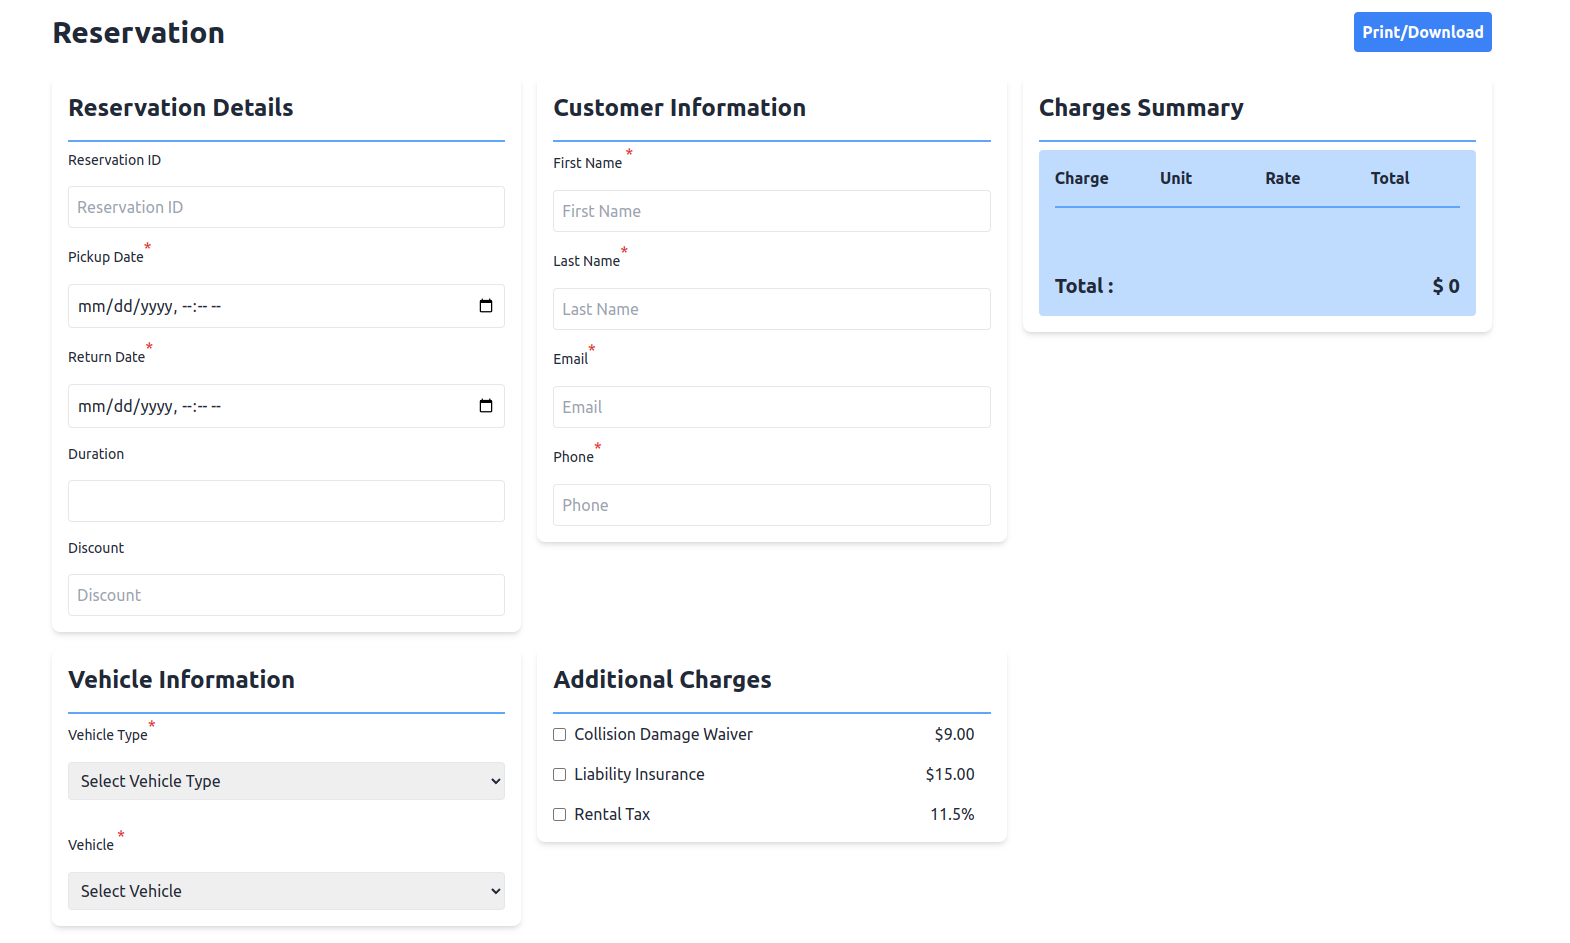 Reservation
Print/Download
Reservation Details
Reservation ID
Reservation ID
Pickup Date*
mm/dd/yyyy, --:-- --
Return Date*
mm/dd/yyyy, --:-- --
Duration
Discount
Discount
Customer Information
First Name *
First Name
Last Name*
Last Name
Email*
Email
Phone*
Phone
Charges Summary
Charge Unit Rate Total
Total : $ 0
Vehicle Information
Vehicle Type*
Select Vehicle Type
Vehicle *
Select Vehicle
Additional Charges
Collision Damage Waiver $9.00
Liability Insurance $15.00
Rental Tax 11.5%